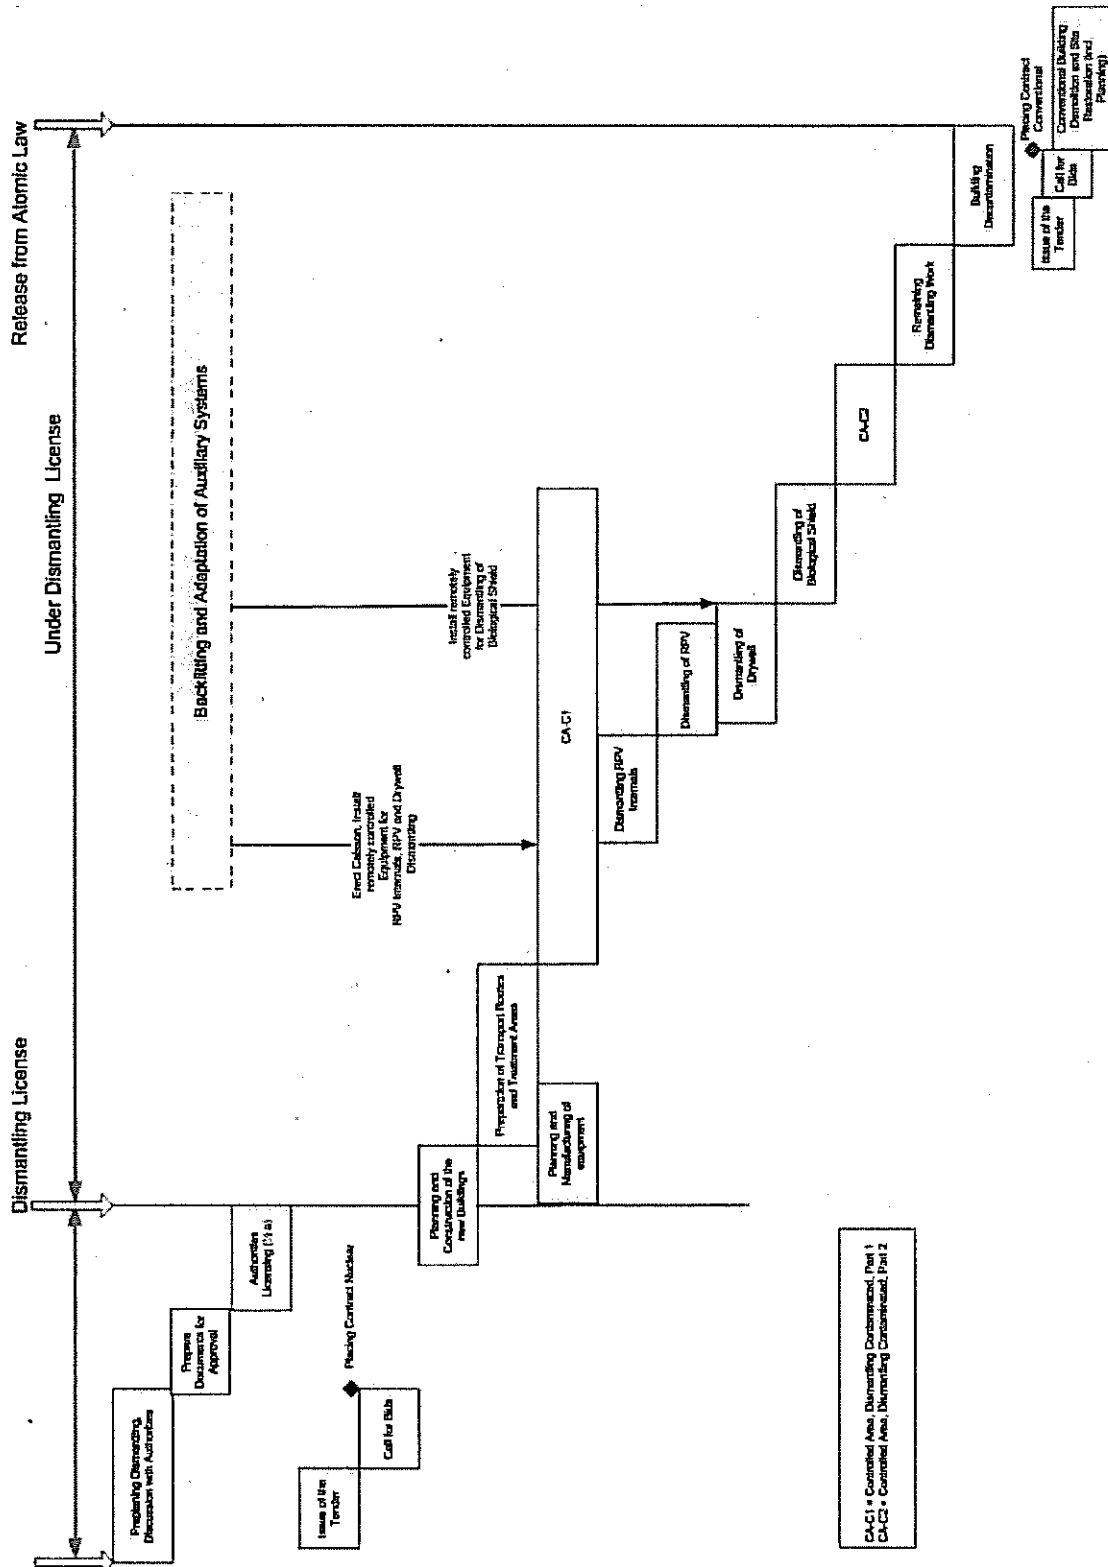 Dismantling License
Release from Atomic Law
Under Dismantling License
Preplaning Dismantling,
Discussion with Authorities
Prepare
Documents for
Approval
Authorities
Licensing
Backfitting and Adaptation of Auxiliary Systems
Issue of the
Tender
Placing Contract Nuclear
Call for Bids
Erect Caisson, Install
remotely controlled
Equipment for
RPV Internals, RPV and Drywell
Dismantling
Install remotely
controlled Equipment
for Dismantling of
Biological Shield
Planning and
Construction of the
new Buildings
Preparation of Transport Routes
and Treatment Areas
Planning and
Manufacturing of
equipment
CA-C1
Dismantling RPV
Internals
Dismantling of RPV
Dismantling of
Drywell
Dismantling of
Biological Shield
CA-C2
Remaining
Dismantling Work
Building
Decontamination
Issue of the
Tender
Call for
Bids
Placing Contract
Conventional
Conventional Building
Demolition and Site
Restoration (incl.
Planning)
CA-C1 = Controlled Area, Dismantling Contaminated, Part 1
CA-C2 = Controlled Area, Dismantling Contaminated, Part 2